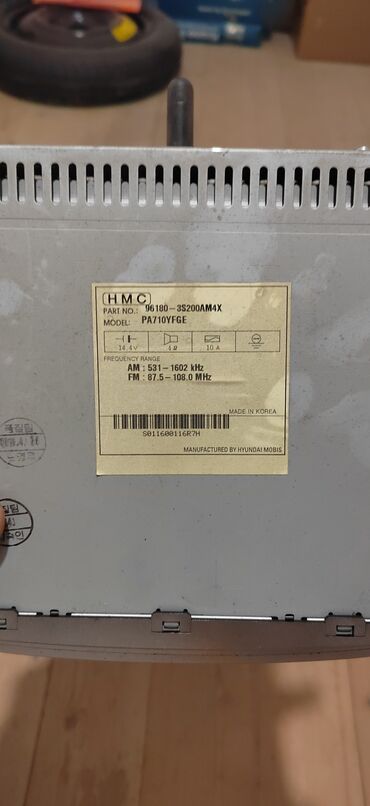 HMC
PART NO.: 96180-3S200AM4X
MODEL: PA710YFGE
14.4V 4Ω 10A
FREQUENCY RANGE
AM : 531-1602 kHz
FM : 87.5-108.0 MHz
MADE IN KOREA
S011600116R7H
MANUFACTURED BY HYUNDAI MOBIS